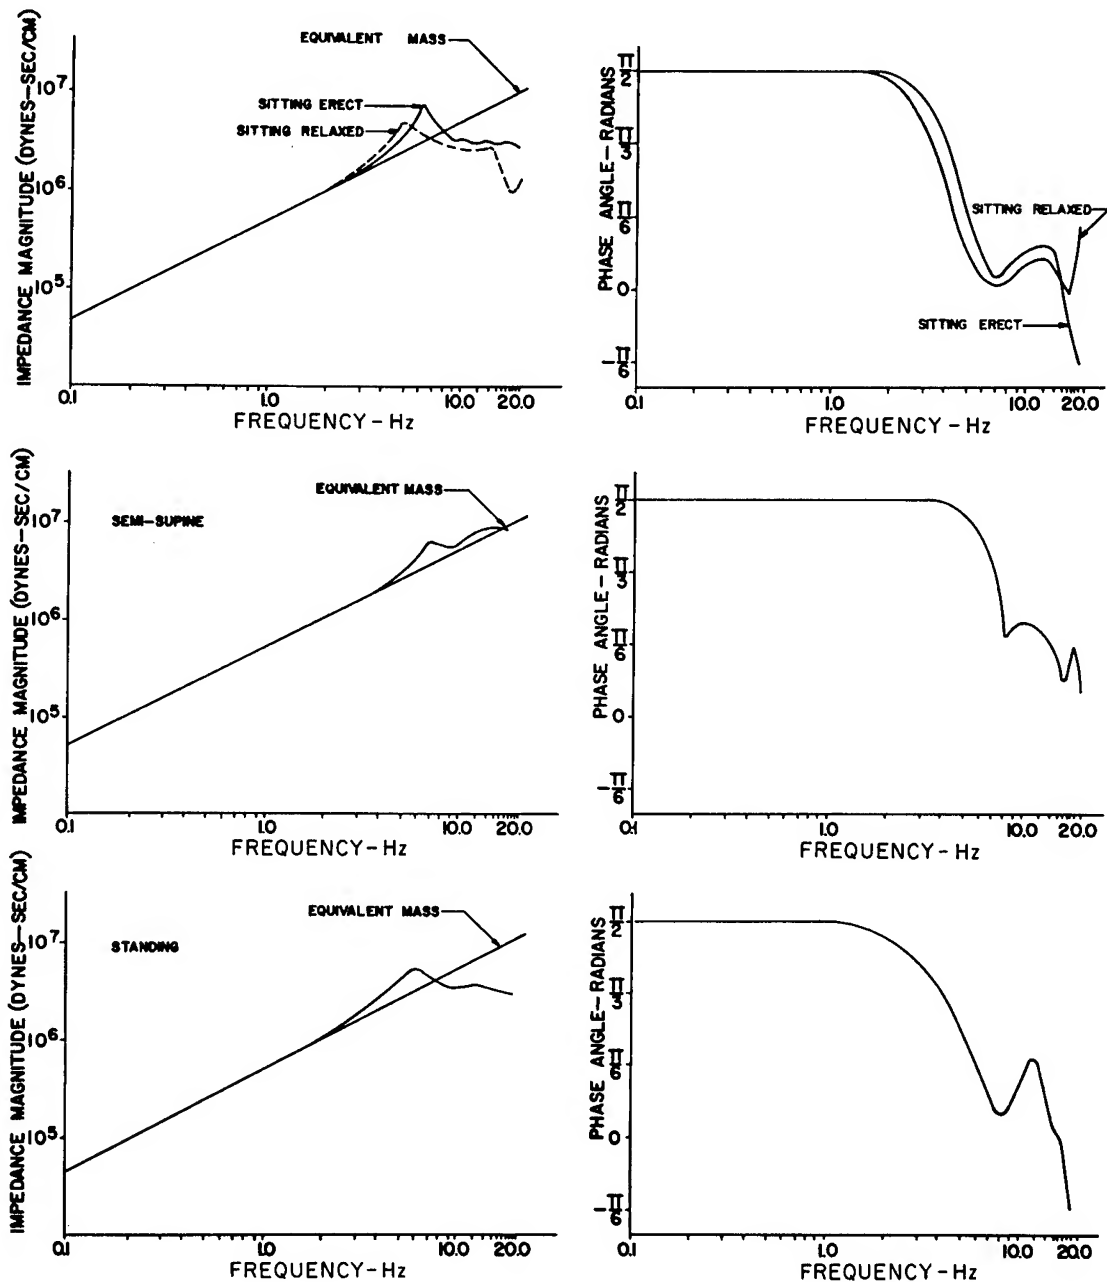 IMPEDANCE MAGNITUDE (DYNES-SEC/CM)
EQUIVALENT MASS
SITTING ERECT
SITTING RELAXED
10⁷
10⁶
10⁵
0.1 1.0 10.0 20.0
FREQUENCY - Hz
PHASE ANGLE - RADIANS
π/2
π/3
π/6
0
-π/6
SITTING RELAXED
SITTING ERECT
0.1 1.0 10.0 20.0
FREQUENCY - Hz
IMPEDANCE MAGNITUDE (DYNES-SEC/CM)
EQUIVALENT MASS
SEMI-SUPINE
10⁷
10⁶
10⁵
0.1 1.0 10.0 20.0
FREQUENCY - Hz
PHASE ANGLE - RADIANS
π/2
π/3
π/6
0
-π/6
0.1 1.0 10.0 20.0
FREQUENCY - Hz
IMPEDANCE MAGNITUDE (DYNES-SEC/CM)
EQUIVALENT MASS
STANDING
10⁷
10⁶
10⁵
0.1 1.0 10.0 20.0
FREQUENCY - Hz
PHASE ANGLE - RADIANS
π/2
π/3
π/6
0
-π/6
0.1 1.0 10.0 20.0
FREQUENCY - Hz